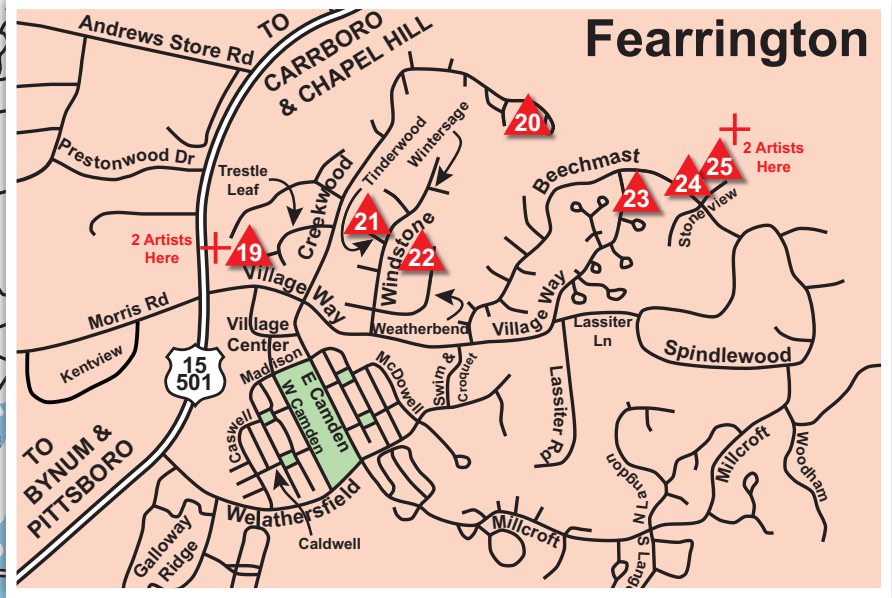 Fearrington
Andrews Store Rd
TO
CARRBORO
& CHAPEL HILL
Prestonwood Dr
Trestle
Leaf
Creekwood
Tinderwood
Wintersage
20
Beechmast
2 Artists
Here
25
24
23
Stoneview
2 Artists
Here
19
21
22
Windstone
Village Way
Morris Rd
Kentview
15
501
Village
Center
Madison
Weatherbend
Village Way
Lassiter
Ln
Spindlewood
Swim &
Croquet
McDowell
E Camden
W Camden
Caswell
Lassiter Rd
TO
BYNUM &
PITTSBORO
Weathersfield
Caldwell
Galloway
Ridge
Millcroft
N Langdon
S Lang
Millcroft
Woodham